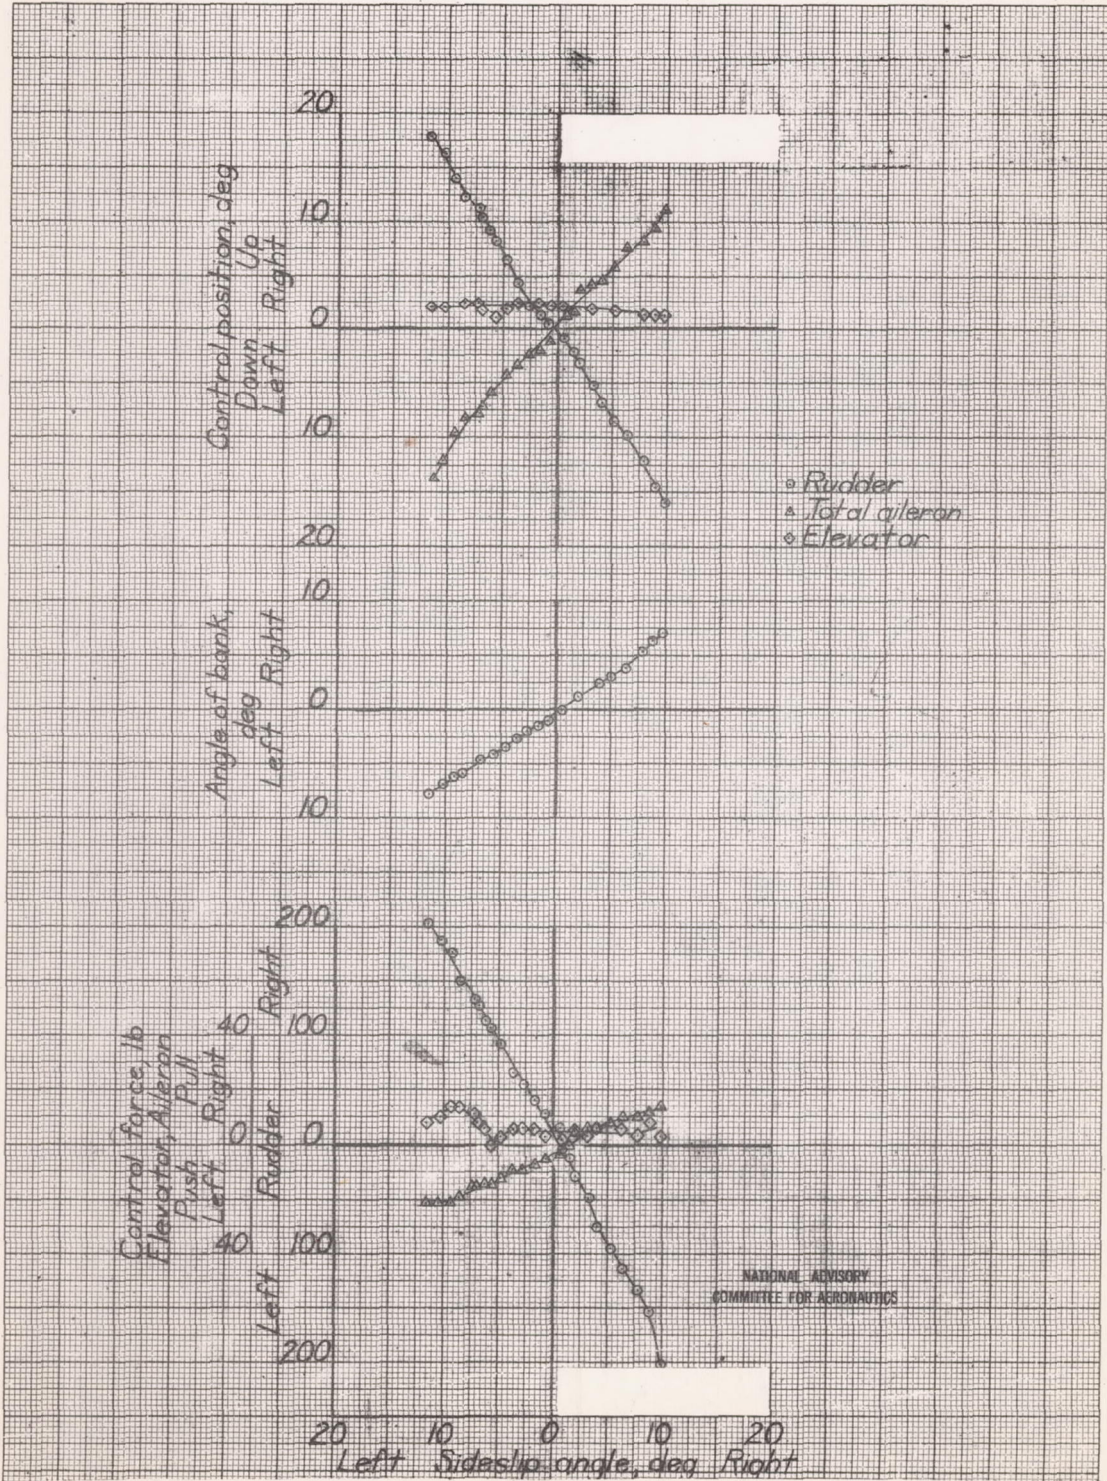 20
10
0
10
20
Control position, deg
Down Up
Left Right
Rudder
Total aileron
Elevator
10
0
10
Angle of bank,
deg
Left Right
200
100
0
100
200
40
0
40
Control force, lb
Elevator, Aileron
Push Pull
Left Right
Left Rudder Right
NATIONAL ADVISORY
COMMITTEE FOR AERONAUTICS
20 10 0 10 20
Left Sideslip angle, deg Right